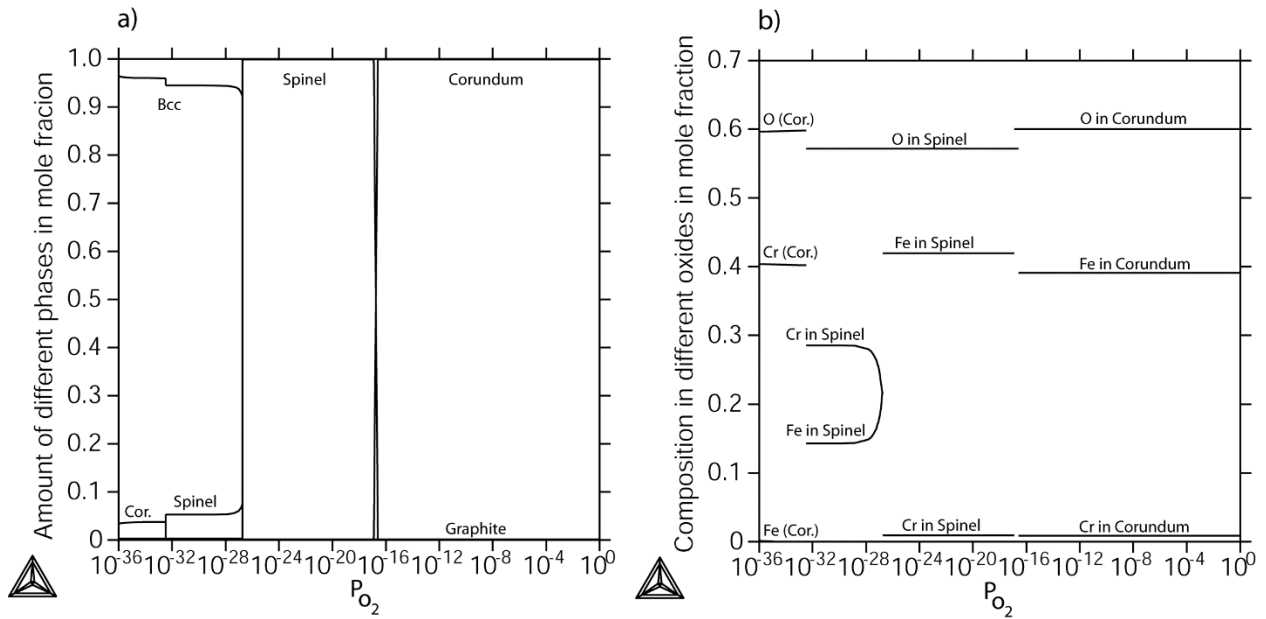 a)
Amount of different phases in mole fracion
1.0
0.9
0.8
0.7
0.6
0.5
0.4
0.3
0.2
0.1
0
Bcc
Spinel
Corundum
Cor.
Spinel
Graphite
10-36
10-32
10-28
10-24
10-20
10-16
10-12
10-8
10-4
100
PO2
b)
Composition in different oxides in mole fraction
0.7
0.6
0.5
0.4
0.3
0.2
0.1
0
O (Cor.)
O in Spinel
O in Corundum
Cr (Cor.)
Fe in Spinel
Fe in Corundum
Cr in Spinel
Fe in Spinel
Fe (Cor.)
Cr in Spinel
Cr in Corundum
10-36
10-32
10-28
10-24
10-20
10-16
10-12
10-8
10-4
100
PO2